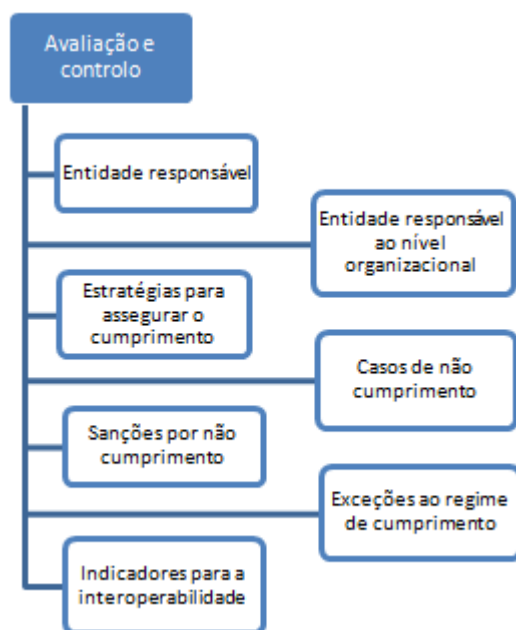 Avaliação e
controlo
Entidade responsável
Entidade responsável
ao nível
organizacional
Estratégias para
assegurar o
cumprimento
Casos de não
cumprimento
Sanções por não
cumprimento
Exceções ao regime
de cumprimento
Indicadores para a
interoperabilidade